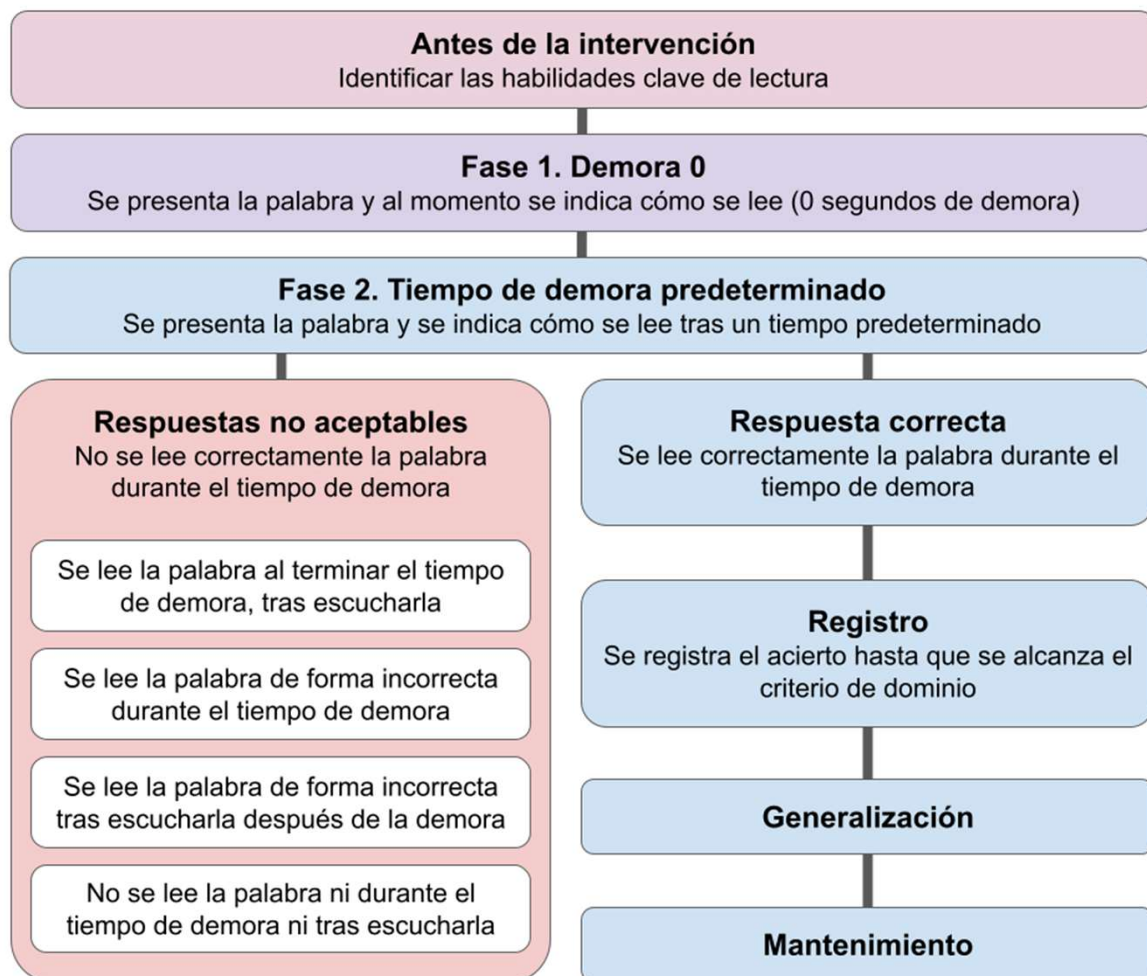 Antes de la intervención
Identificar las habilidades clave de lectura
Fase 1. Demora 0
Se presenta la palabra y al momento se indica cómo se lee (0 segundos de demora)
Fase 2. Tiempo de demora predeterminado
Se presenta la palabra y se indica cómo se lee tras un tiempo predeterminado
Respuestas no aceptables
No se lee correctamente la palabra
durante el tiempo de demora
Se lee la palabra al terminar el tiempo
de demora, tras escucharla
Se lee la palabra de forma incorrecta
durante el tiempo de demora
Se lee la palabra de forma incorrecta
tras escucharla después de la demora
No se lee la palabra ni durante el
tiempo de demora ni tras escucharla
Respuesta correcta
Se lee correctamente la palabra durante el
tiempo de demora
Registro
Se registra el acierto hasta que se alcanza el
criterio de dominio
Generalización
Mantenimiento